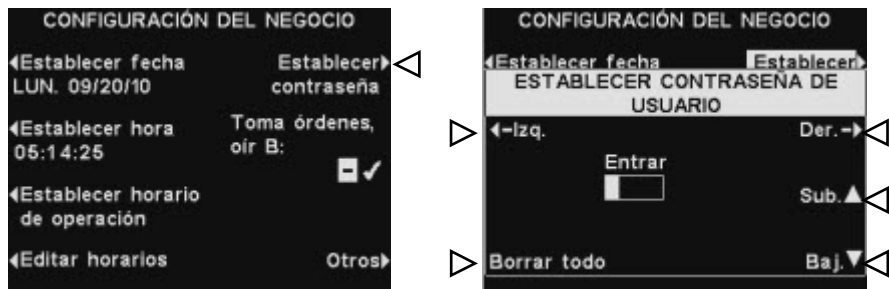 CONFIGURACIÓN DEL NEGOCIO
Establecer fecha
LUN. 09/20/10
Establecer
contraseña
Establecer hora
05:14:25
Toma órdenes,
oír B:
Establecer horario
de operación
Editar horarios
Otros
CONFIGURACIÓN DEL NEGOCIO
Establecer fecha
Establecer
ESTABLECER CONTRASEÑA DE
USUARIO
-Izq.
Der.-
Entrar
Sub.
Borrar todo
Baj.